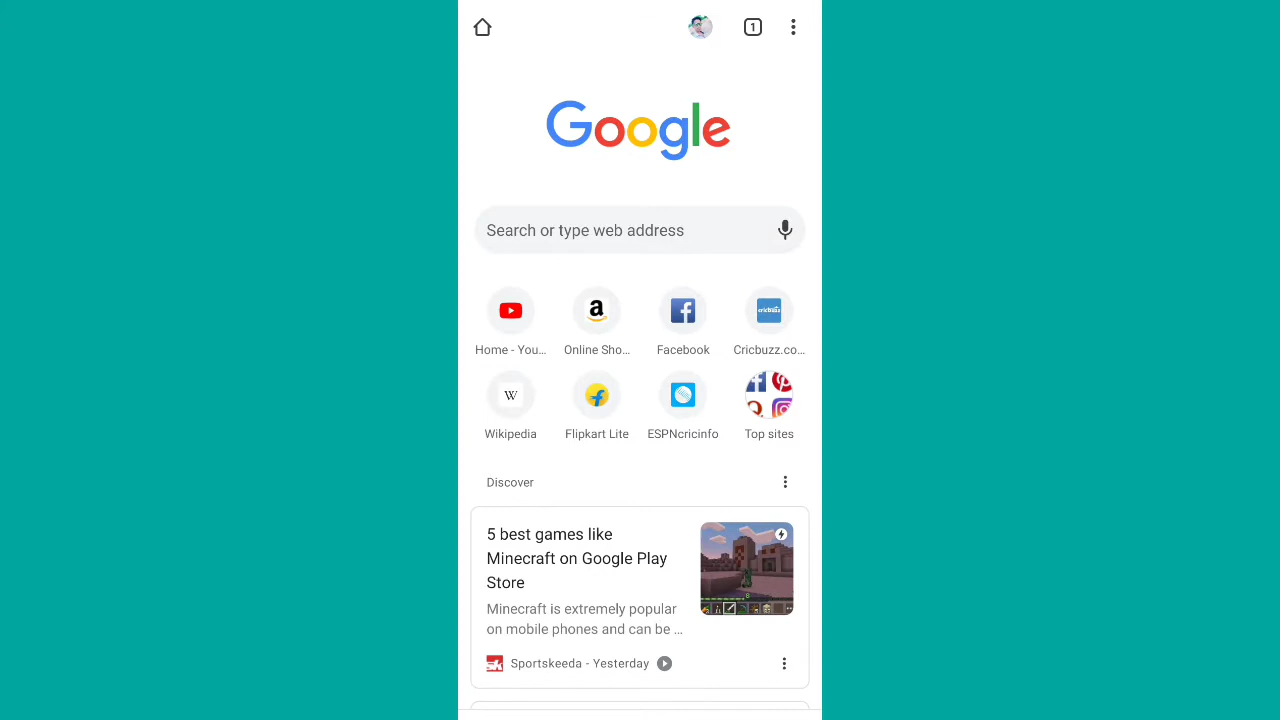 1
Google
Search or type web address
a
cricbuzz
Home - You...
Online Sho...
Facebook
Cricbuzz.co...
W
Wikipedia
Flipkart Lite
ESPNcricinfo
Top sites
Discover
5 best games like
Minecraft on Google Play
Store
Minecraft is extremely popular
on mobile phones and can be ...
Sportskeeda - Yesterday